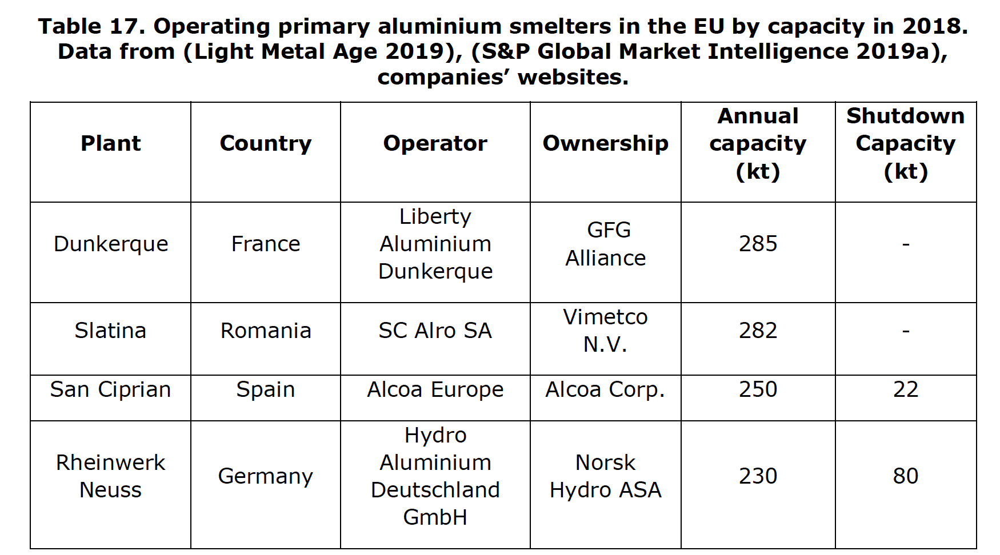 Table 17. Operating primary aluminium smelters in the EU by capacity in 2018.
Data from (Light Metal Age 2019), (S&P Global Market Intelligence 2019a),
companies’ websites.
Plant
Country
Operator
Ownership
Annual
capacity
(kt)
Shutdown
Capacity
(kt)
Dunkerque
France
Liberty
Aluminium
Dunkerque
GFG
Alliance
285
-
Slatina
Romania
SC Alro SA
Vimetco
N.V.
282
-
San Ciprian
Spain
Alcoa Europe
Alcoa Corp.
250
22
Rheinwerk
Neuss
Germany
Hydro
Aluminium
Deutschland
GmbH
Norsk
Hydro ASA
230
80